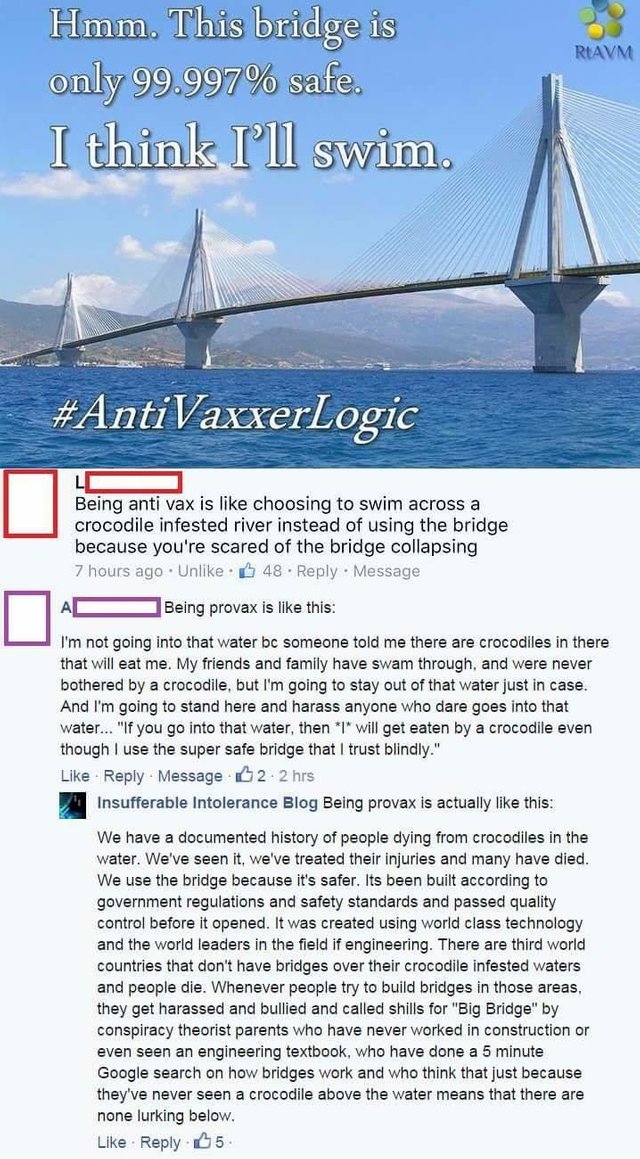 Hmm. This bridge is
only 99.997% safe.
I think I'll swim.
RtAVM
#AntiVaxxerLogic
L
Being anti vax is like choosing to swim across a
crocodile infested river instead of using the bridge
because you're scared of the bridge collapsing
7 hours ago · Unlike · 48 · Reply · Message
A Being provax is like this:
I'm not going into that water bc someone told me there are crocodiles in there
that will eat me. My friends and family have swam through, and were never
bothered by a crocodile, but I'm going to stay out of that water just in case.
And I'm going to stand here and harass anyone who dare goes into that
water... "If you go into that water, then *I* will get eaten by a crocodile even
though I use the super safe bridge that I trust blindly."
Like · Reply · Message · 2 · 2 hrs
Insufferable Intolerance Blog Being provax is actually like this:
We have a documented history of people dying from crocodiles in the
water. We've seen it, we've treated their injuries and many have died.
We use the bridge because it's safer. Its been built according to
government regulations and safety standards and passed quality
control before it opened. It was created using world class technology
and the world leaders in the field if engineering. There are third world
countries that don't have bridges over their crocodile infested waters
and people die. Whenever people try to build bridges in those areas,
they get harassed and bullied and called shills for "Big Bridge" by
conspiracy theorist parents who have never worked in construction or
even seen an engineering textbook, who have done a 5 minute
Google search on how bridges work and who think that just because
they've never seen a crocodile above the water means that there are
none lurking below.
Like · Reply · 5 ·